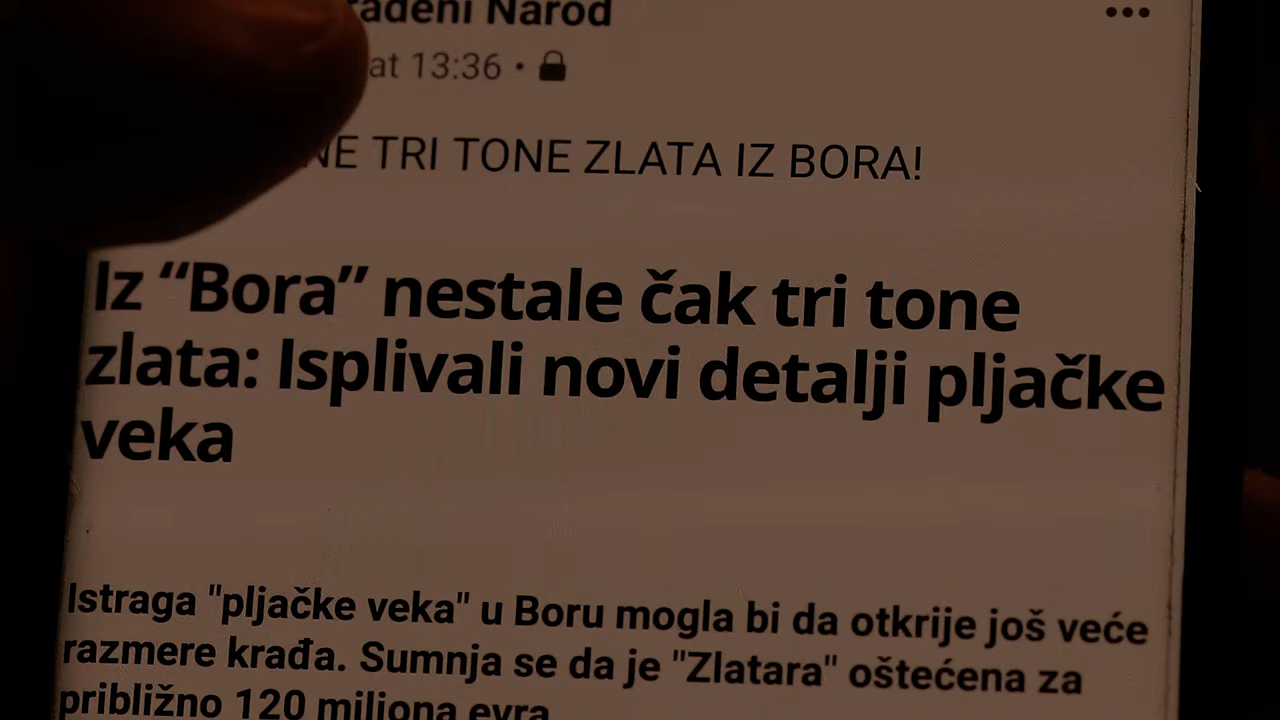 Narod
at 13:36 •
TRI TONE ZLATA IZ BORA!
Iz “Bora” nestale čak tri tone
zlata: Isplivali novi detalji pljačke
veka
Istraga "pljačke veka" u Boru mogla bi da otkrije još veće
razmere krađa. Sumnja se da je "Zlatara" oštećena za
približno 120 miliona evra